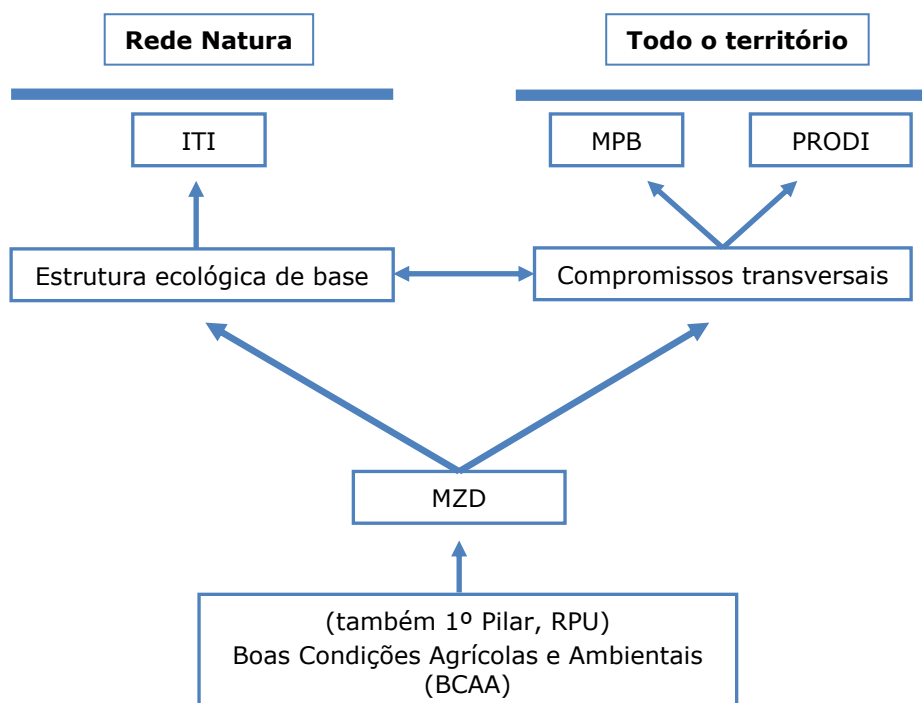 Rede Natura
Todo o território
ITI
MPB
PRODI
Estrutura ecológica de base
Compromissos transversais
MZD
(também 1º Pilar, RPU)
Boas Condições Agrícolas e Ambientais
(BCAA)